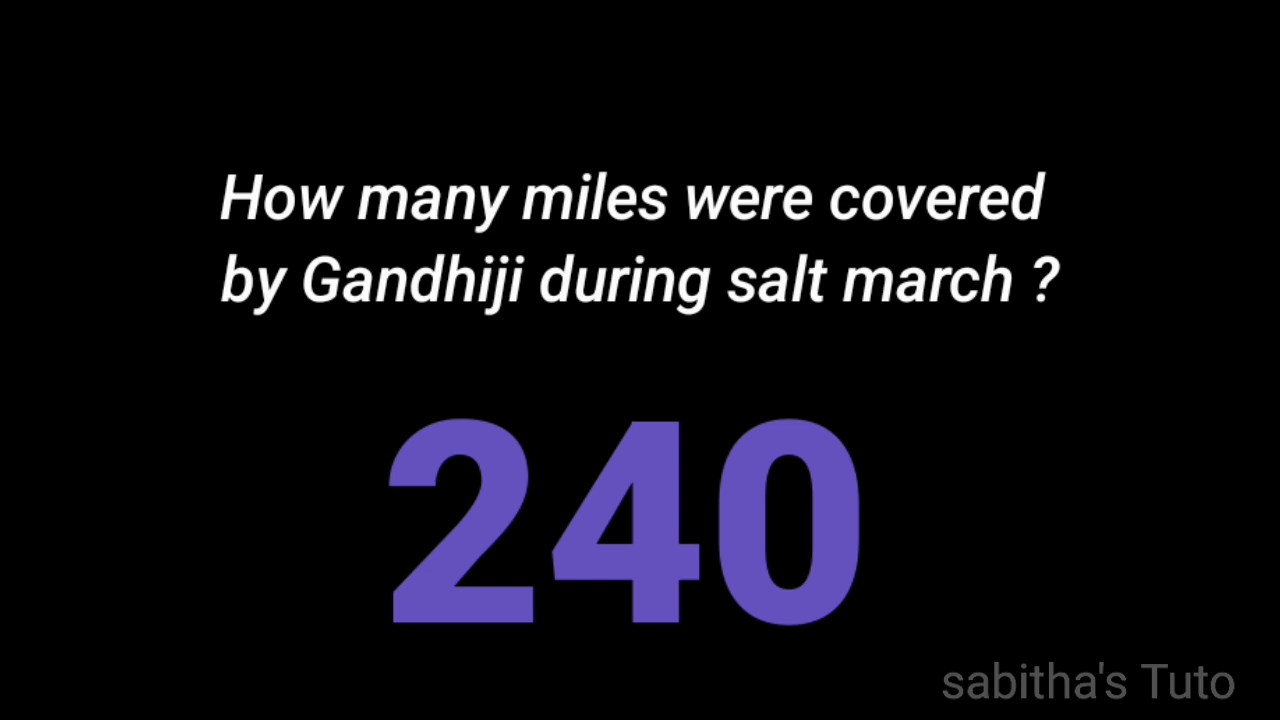 How many miles were covered
by Gandhiji during salt march ?
240
sabitha's Tuto